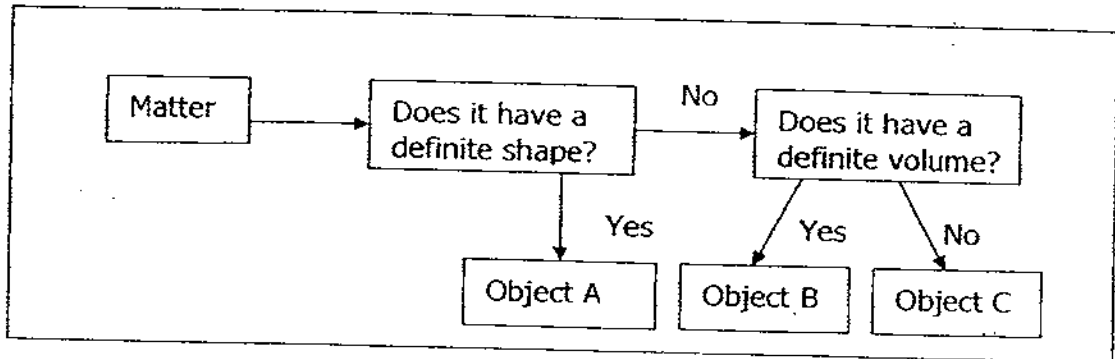 Matter
Does it have a
definite shape?
No
Does it have a
definite volume?
Yes
Yes
No
Object A
Object B
Object C